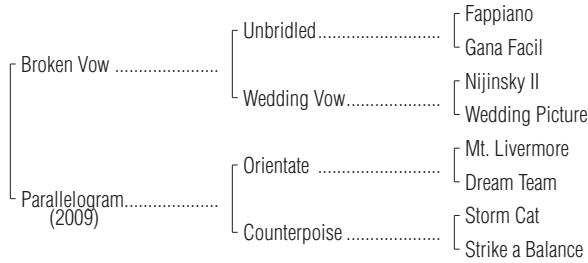 Fappiano
Unbridled
Gana Facil
Broken Vow
Nijinsky II
Wedding Vow
Wedding Picture
Mt. Livermore
Orientate
Dream Team
Parallelogram
(2009)
Storm Cat
Counterpoise
Strike a Balance